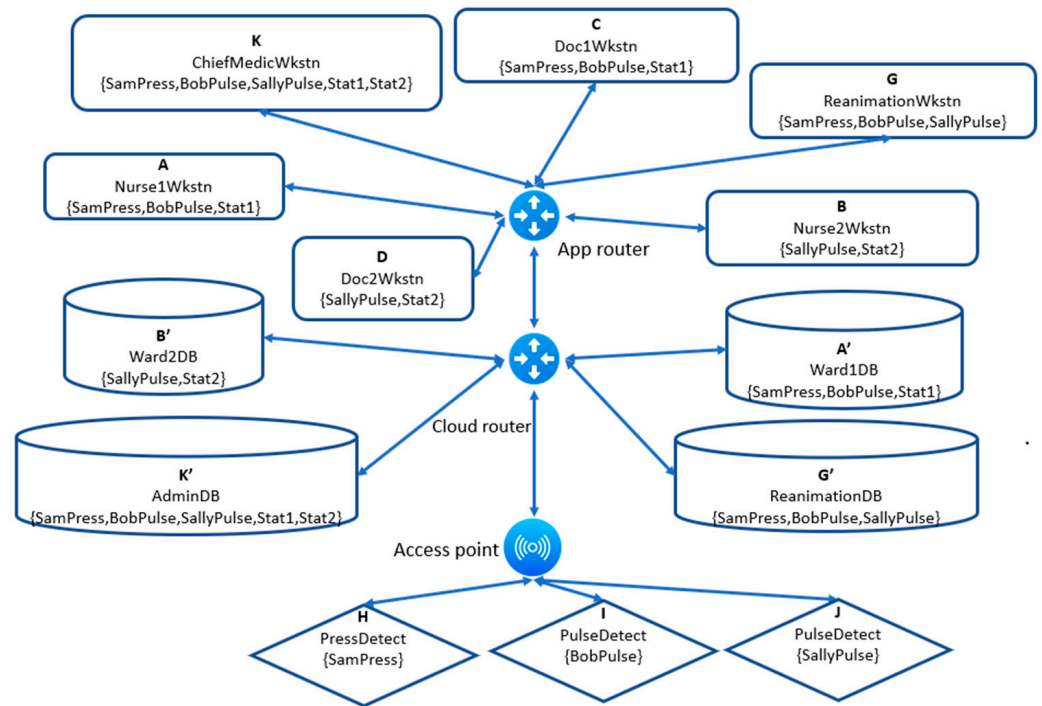 K
ChiefMedicWkstn
{SamPress,BobPulse,SallyPulse,Stat1,Stat2}
C
Doc1Wkstn
{SamPress,BobPulse,Stat1}
G
ReanimationWkstn
{SamPress,BobPulse,SallyPulse}
A
Nurse1Wkstn
{SamPress,BobPulse,Stat1}
App router
B
Nurse2Wkstn
{SallyPulse,Stat2}
D
Doc2Wkstn
{SallyPulse,Stat2}
B’
Ward2DB
{SallyPulse,Stat2}
A’
Ward1DB
{SamPress,BobPulse,Stat1}
Cloud router
K’
AdminDB
{SamPress,BobPulse,SallyPulse,Stat1,Stat2}
G’
ReanimationDB
{SamPress,BobPulse,SallyPulse}
.
Access point
H
PressDetect
{SamPress}
I
PulseDetect
{BobPulse}
J
PulseDetect
{SallyPulse}